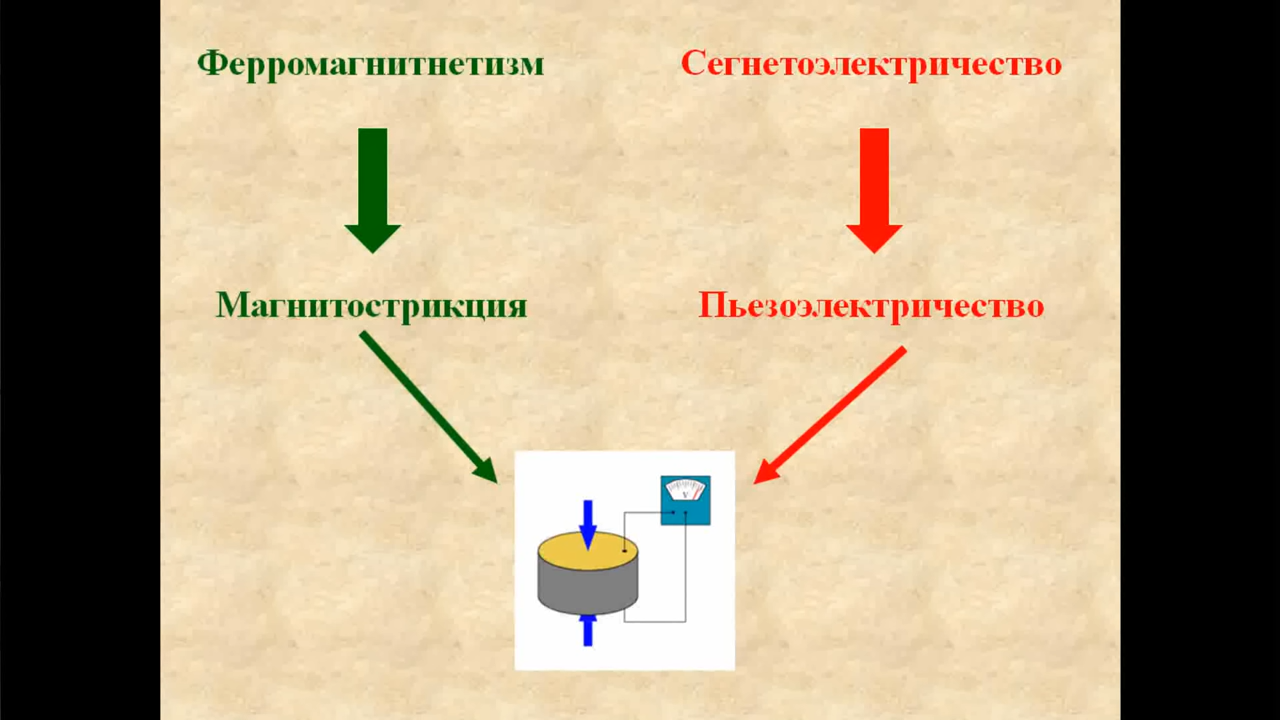 Ферромагнитнетизм
Сегнетоэлектричество
Магнитострикция
Пьезоэлектричество
V